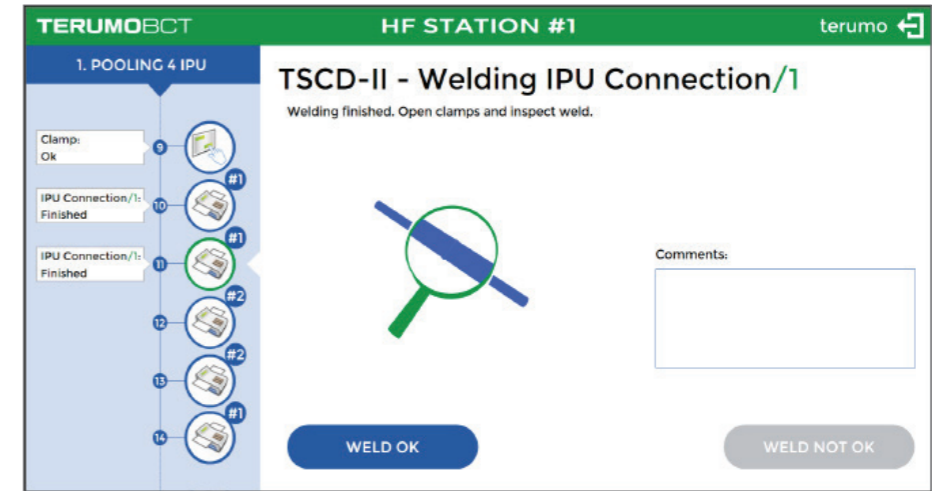 TERUMOBCT
HF STATION #1
terumo
1. POOLING 4 IPU
TSCD-II - Welding IPU Connection/1
Welding finished. Open clamps and inspect weld.
Clamp:
Ok
9
#1
IPU Connection/1:
Finished
10
#1
IPU Connection/1:
Finished
11
#2
12
#2
13
#1
14
Comments:
WELD OK
WELD NOT OK